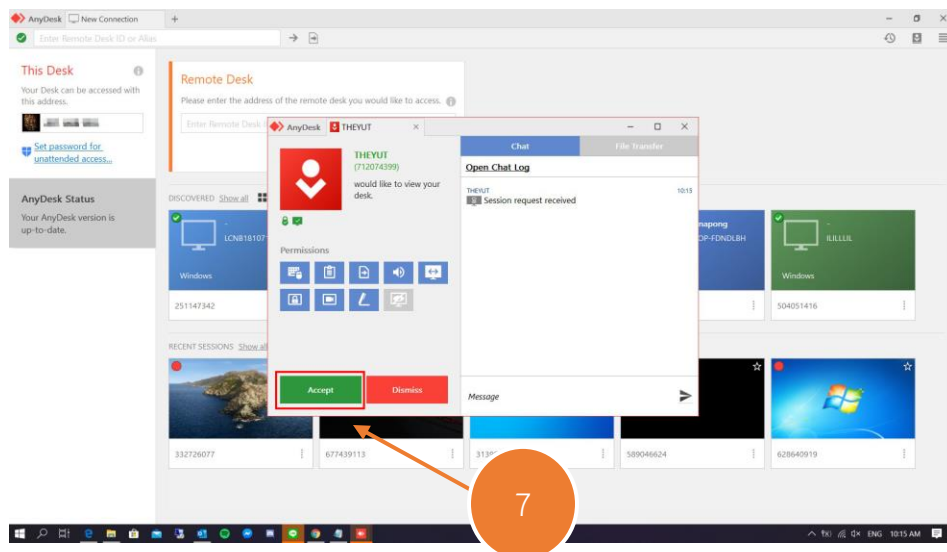 AnyDesk New Connection +
Enter Remote Desk ID or Alias
This Desk
Your Desk can be accessed with
this address.
Set password for
unattended access...
AnyDesk Status
Your AnyDesk version is
up-to-date.
Remote Desk
Please enter the address of the remote desk you would like to access.
Enter Remote Desk
DISCOVERED Show all
LCNB18107
Windows
251147342
napong
OP-FDNDLBH
ILILLLIL
Windows
504051416
RECENT SESSIONS Show all
332726077
677439113
589046624
628640919
AnyDesk THEYUT
THEYUT
(712074399)
would like to view your
desk.
Permissions
Accept
Dismiss
Chat
File Transfer
Open Chat Log
THEYUT 10:15
Session request received
Message
7
ENG 10:15 AM